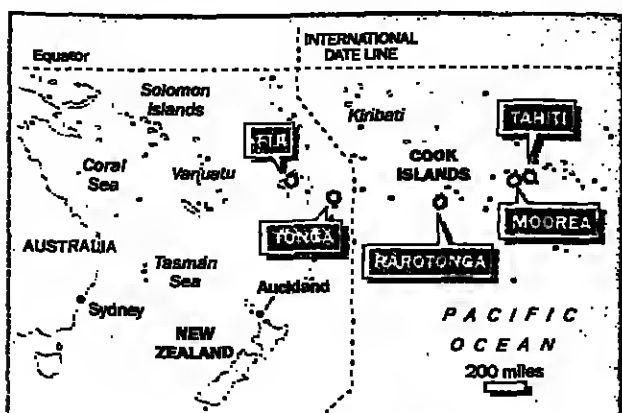 INTERNATIONAL
DATE LINE
Equator
Solomon
Islands
Kiribati
TAHITI
FIJI
Coral
Sea
Vanuatu
COOK
ISLANDS
MOOREA
TONGA
RAROTONGA
AUSTRALIA
Tasman
Sea
Auckland
Sydney
NEW
ZEALAND
PACIFIC
OCEAN
200 miles